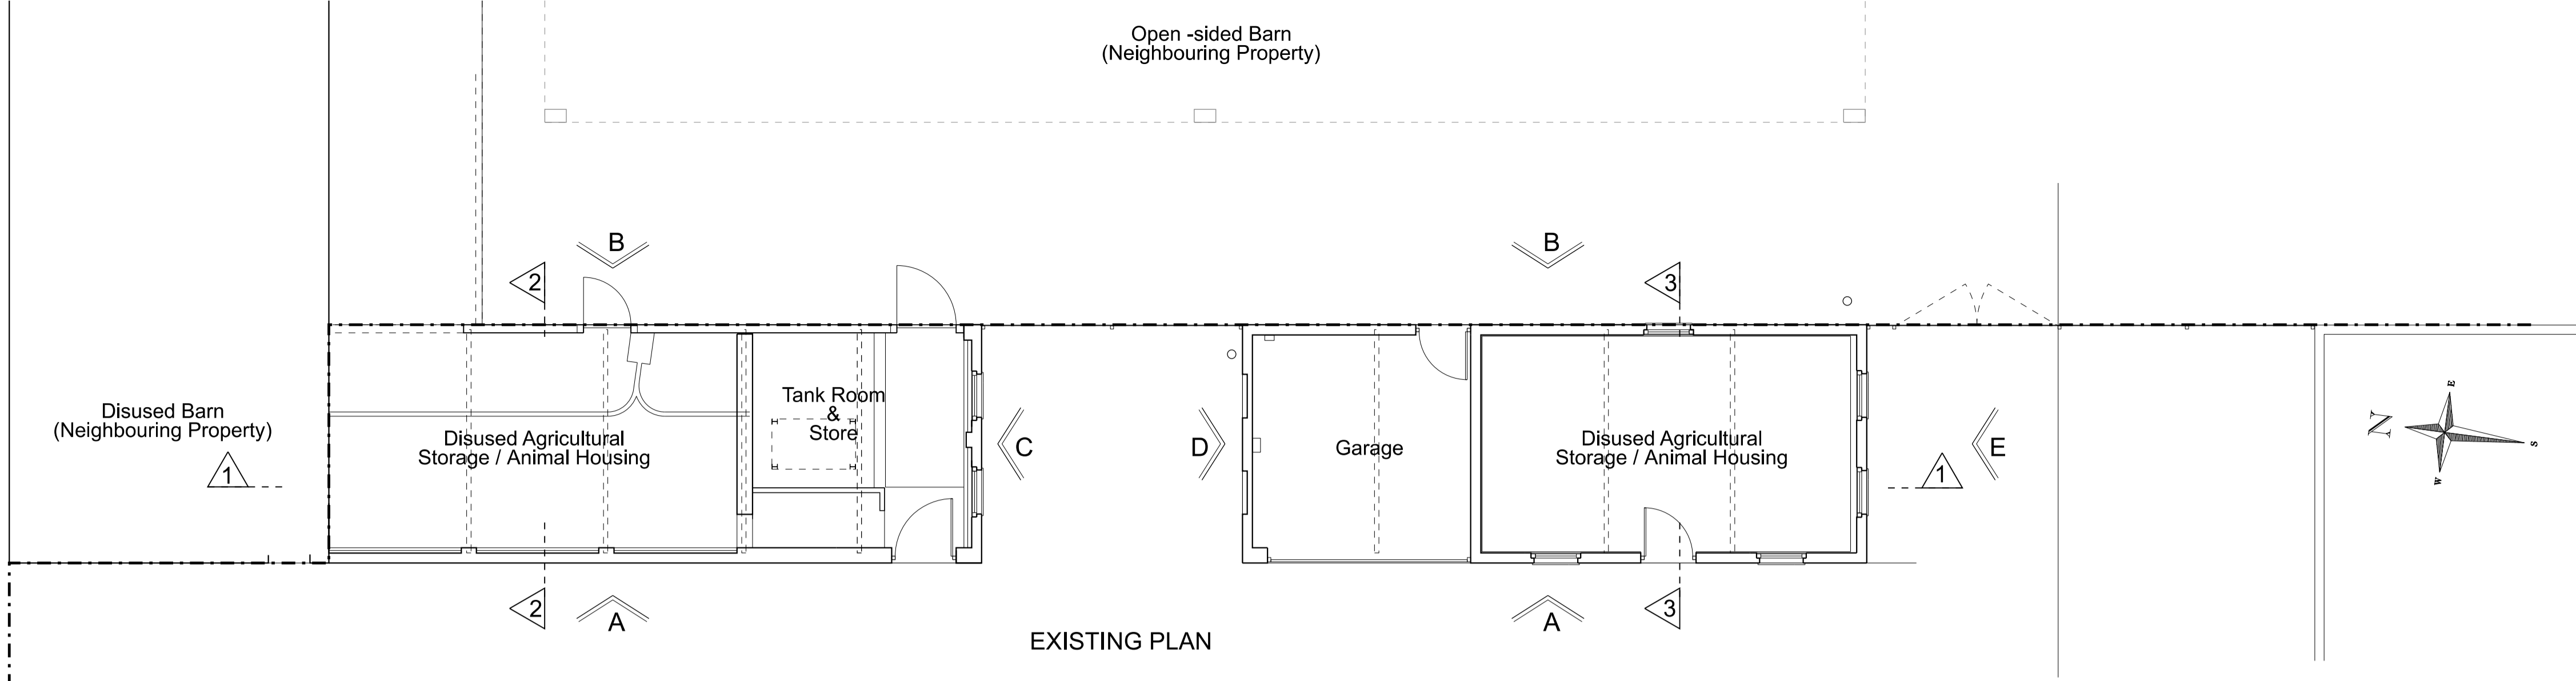 Open -sided Barn
(Neighbouring Property)
B
B
2
3
Disused Barn
(Neighbouring Property)
1
Disused Agricultural
Storage / Animal Housing
Tank Room
&
Store
C
D
Garage
Disused Agricultural
Storage / Animal Housing
E
1
N
E
S
W
2
A
A
3
EXISTING PLAN